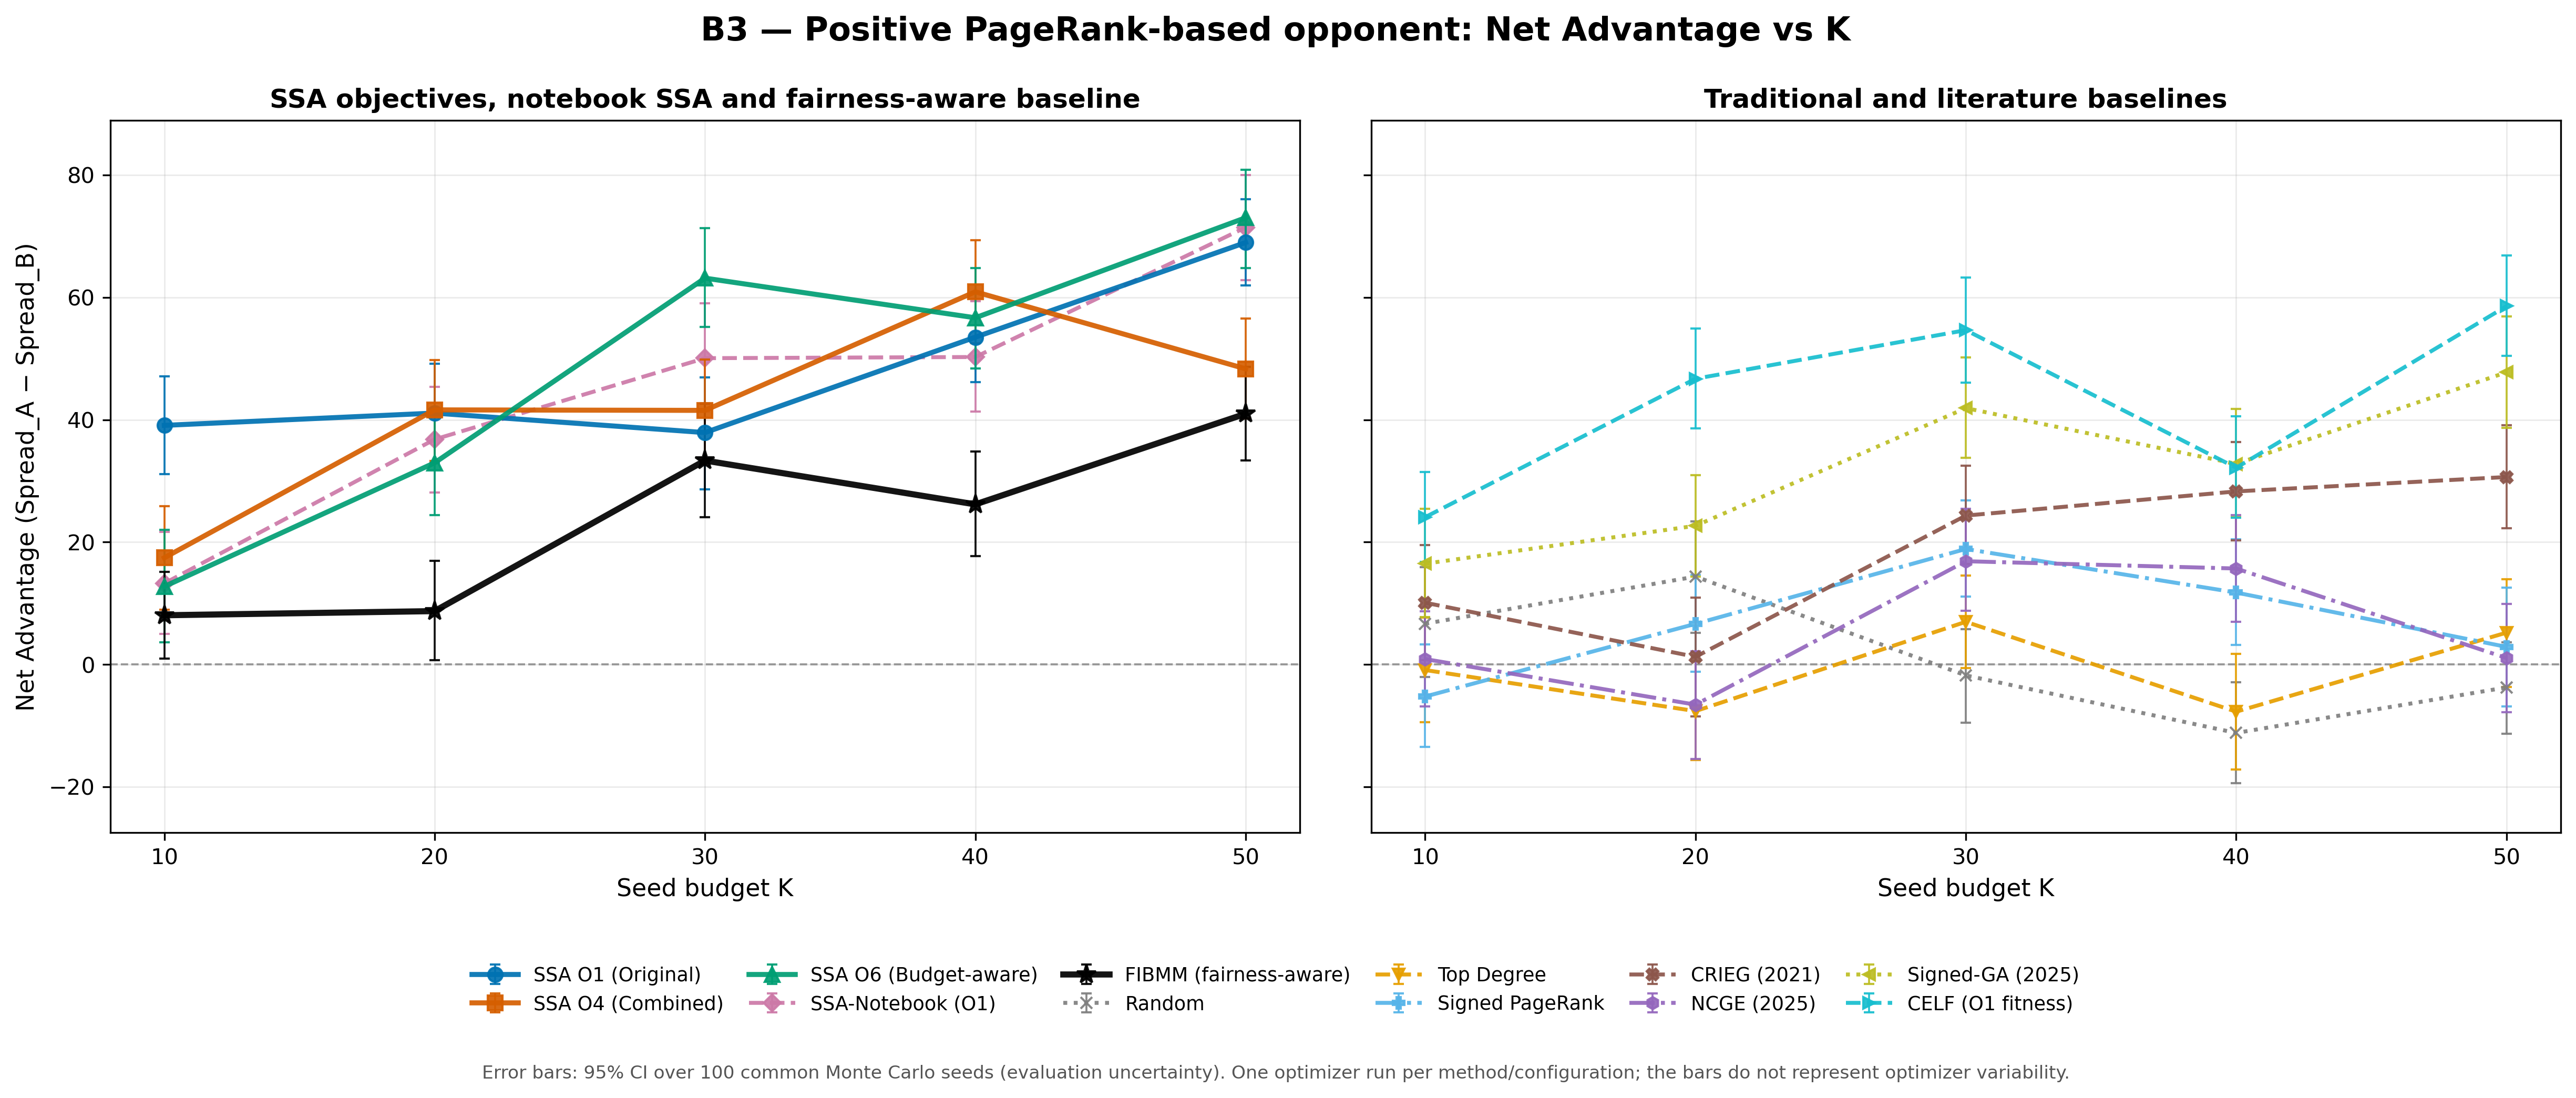 B3 — Positive PageRank-based opponent: Net Advantage vs K
SSA objectives, notebook SSA and fairness-aware baseline
Net Advantage (Spread_A − Spread_B)
80
60
40
20
0
−20
10 20 30 40 50
Seed budget K
Traditional and literature baselines
10 20 30 40 50
Seed budget K
SSA O1 (Original) SSA O6 (Budget-aware) FIBMM (fairness-aware) Top Degree CRIEG (2021) Signed-GA (2025)
SSA O4 (Combined) SSA-Notebook (O1) Random Signed PageRank NCGE (2025) CELF (O1 fitness)
Error bars: 95% CI over 100 common Monte Carlo seeds (evaluation uncertainty). One optimizer run per method/configuration; the bars do not represent optimizer variability.